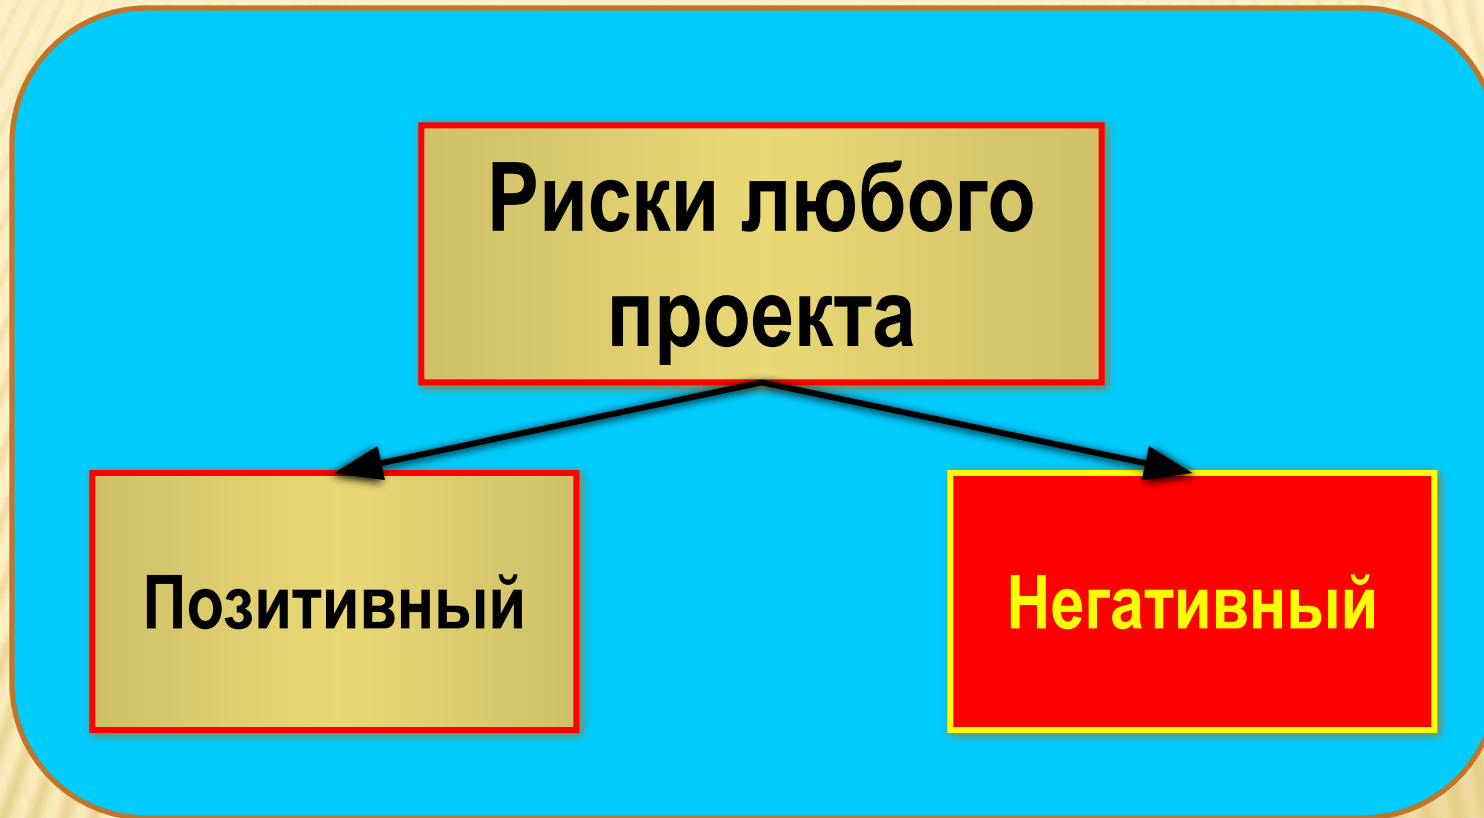 Риски любого
проекта
Позитивный
Негативный